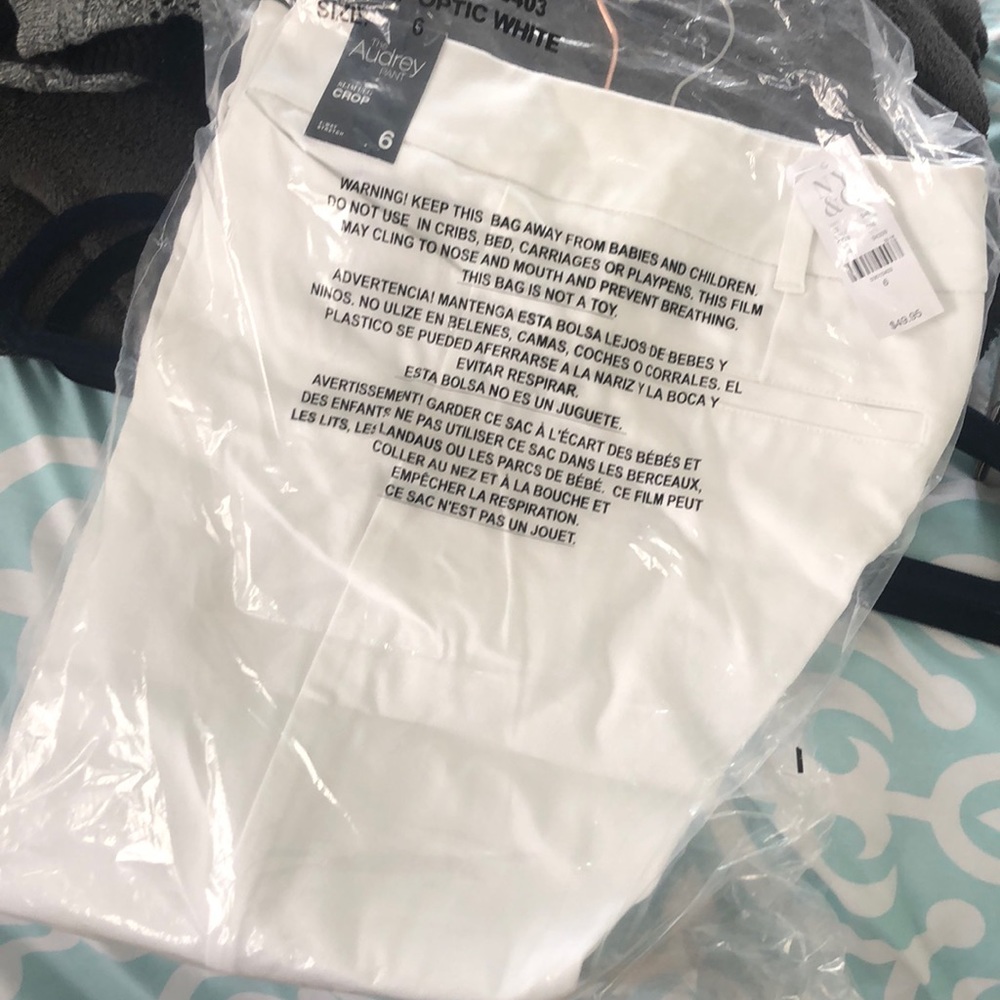 403
SIZE 6 OPTIC WHITE
The
Audrey
PANT
CROP
6
WARNING! KEEP THIS BAG AWAY FROM BABIES AND CHILDREN.
DO NOT USE IN CRIBS, BED, CARRIAGES OR PLAYPENS. THIS FILM
MAY CLING TO NOSE AND MOUTH AND PREVENT BREATHING.
THIS BAG IS NOT A TOY.
ADVERTENCIA! MANTENGA ESTA BOLSA LEJOS DE BEBES Y
NINOS. NO ULIZE EN BELENES, CAMAS, COCHES O CORRALES. EL
PLASTICO SE PUEDED AFERRARSE A LA NARIZ Y LA BOCA Y
EVITAR RESPIRAR.
ESTA BOLSA NO ES UN JUGUETE.
AVERTISSEMENT! GARDER CE SAC À L'ÉCART DES BÉBÉS ET
DES ENFANTS NE PAS UTILISER CE SAC DANS LES BERCEAUX,
LES LITS, LES LANDAUS OU LES PARCS DE BÉBÉ. CE FILM PEUT
COLLER AU NEZ ET À LA BOUCHE ET
EMPÊCHER LA RESPIRATION.
CE SAC N'EST PAS UN JOUET.
NY
&C
6
$49.95